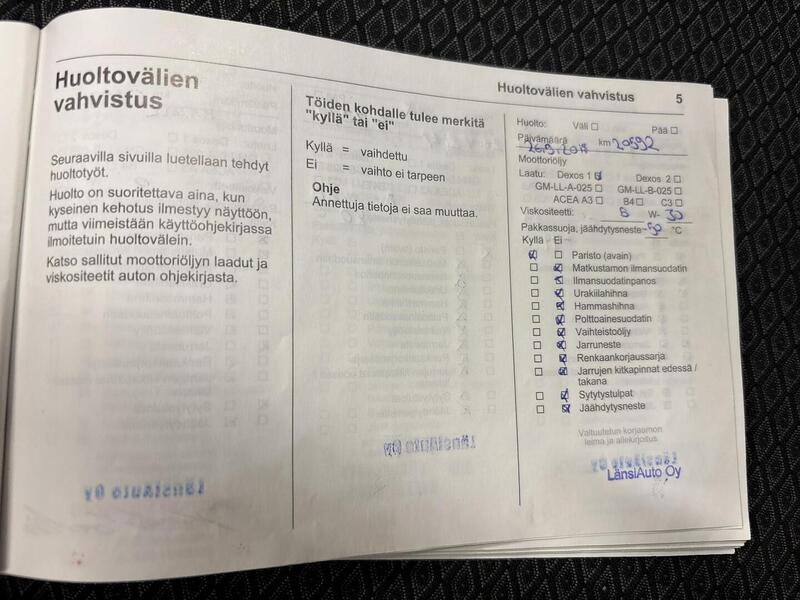 Huoltovälien
vahvistus
Seuraavilla sivuilla luetellaan tehdyt
huoltotyöt.
Huolto on suoritettava aina, kun
kyseinen kehotus ilmestyy näyttöön,
mutta viimeistään käyttöohjekirjassa
ilmoitetuin huoltovälein.
Katso sallitut moottoriöljyn laadut ja
viskositeetit auton ohjekirjasta.
Töiden kohdalle tulee merkitä
"kyllä" tai "ei"
Kyllä = vaihdettu
Ei = vaihto ei tarpeen
Ohje
Annettuja tietoja ei saa muuttaa.
Huoltovälien vahvistus 5
Huolto: Väli Pää
Päivämäärä km 20592
Moottoriöljy
Laatu: Dexos 1 Dexos 2
GM-LL-A-025 GM-LL-B-025
ACEA A3 B4 C3
Viskositeetti: W- 30
Pakkassuoja, jäähdytysneste °C
Kyllä Ei
Paristo (avain)
Matkustamon ilmansuodatin
Ilmansuodatinpanos
Urakiilahihna
Hammashihna
Polttoainesuodatin
Vaihteistoöljy
Jarruneste
Renkaankorjaussarja
Jarrujen kitkapinnat edessä /
takana
Sytytystulpat
Jäähdytysneste
Valtuutetun korjaamon
leima ja allekirjoitus
LänsiAuto Oy